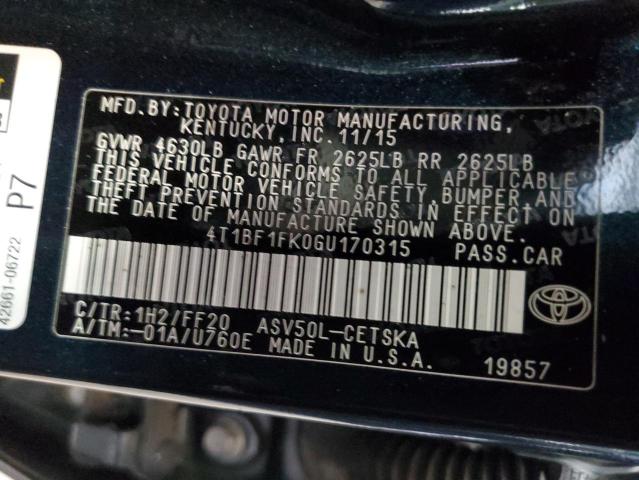 MFD. BY: TOYOTA MOTOR MANUFACTURING,
KENTUCKY, INC. 11/15
GVWR 4630LB GAWR FR 2625LB RR 2625LB
THIS VEHICLE CONFORMS TO ALL APPLICABLE
FEDERAL MOTOR VEHICLE SAFETY, BUMPER, AND
THEFT PREVENTION STANDARDS IN EFFECT ON
THE DATE OF MANUFACTURE SHOWN ABOVE.
4T1BF1FK0GU170315 PASS.CAR
C/TR: 1H2/FF20 ASV50L-CETSKA
A/TM: -01A/U760E MADE IN U.S.A.
19857
P7
42661-06722